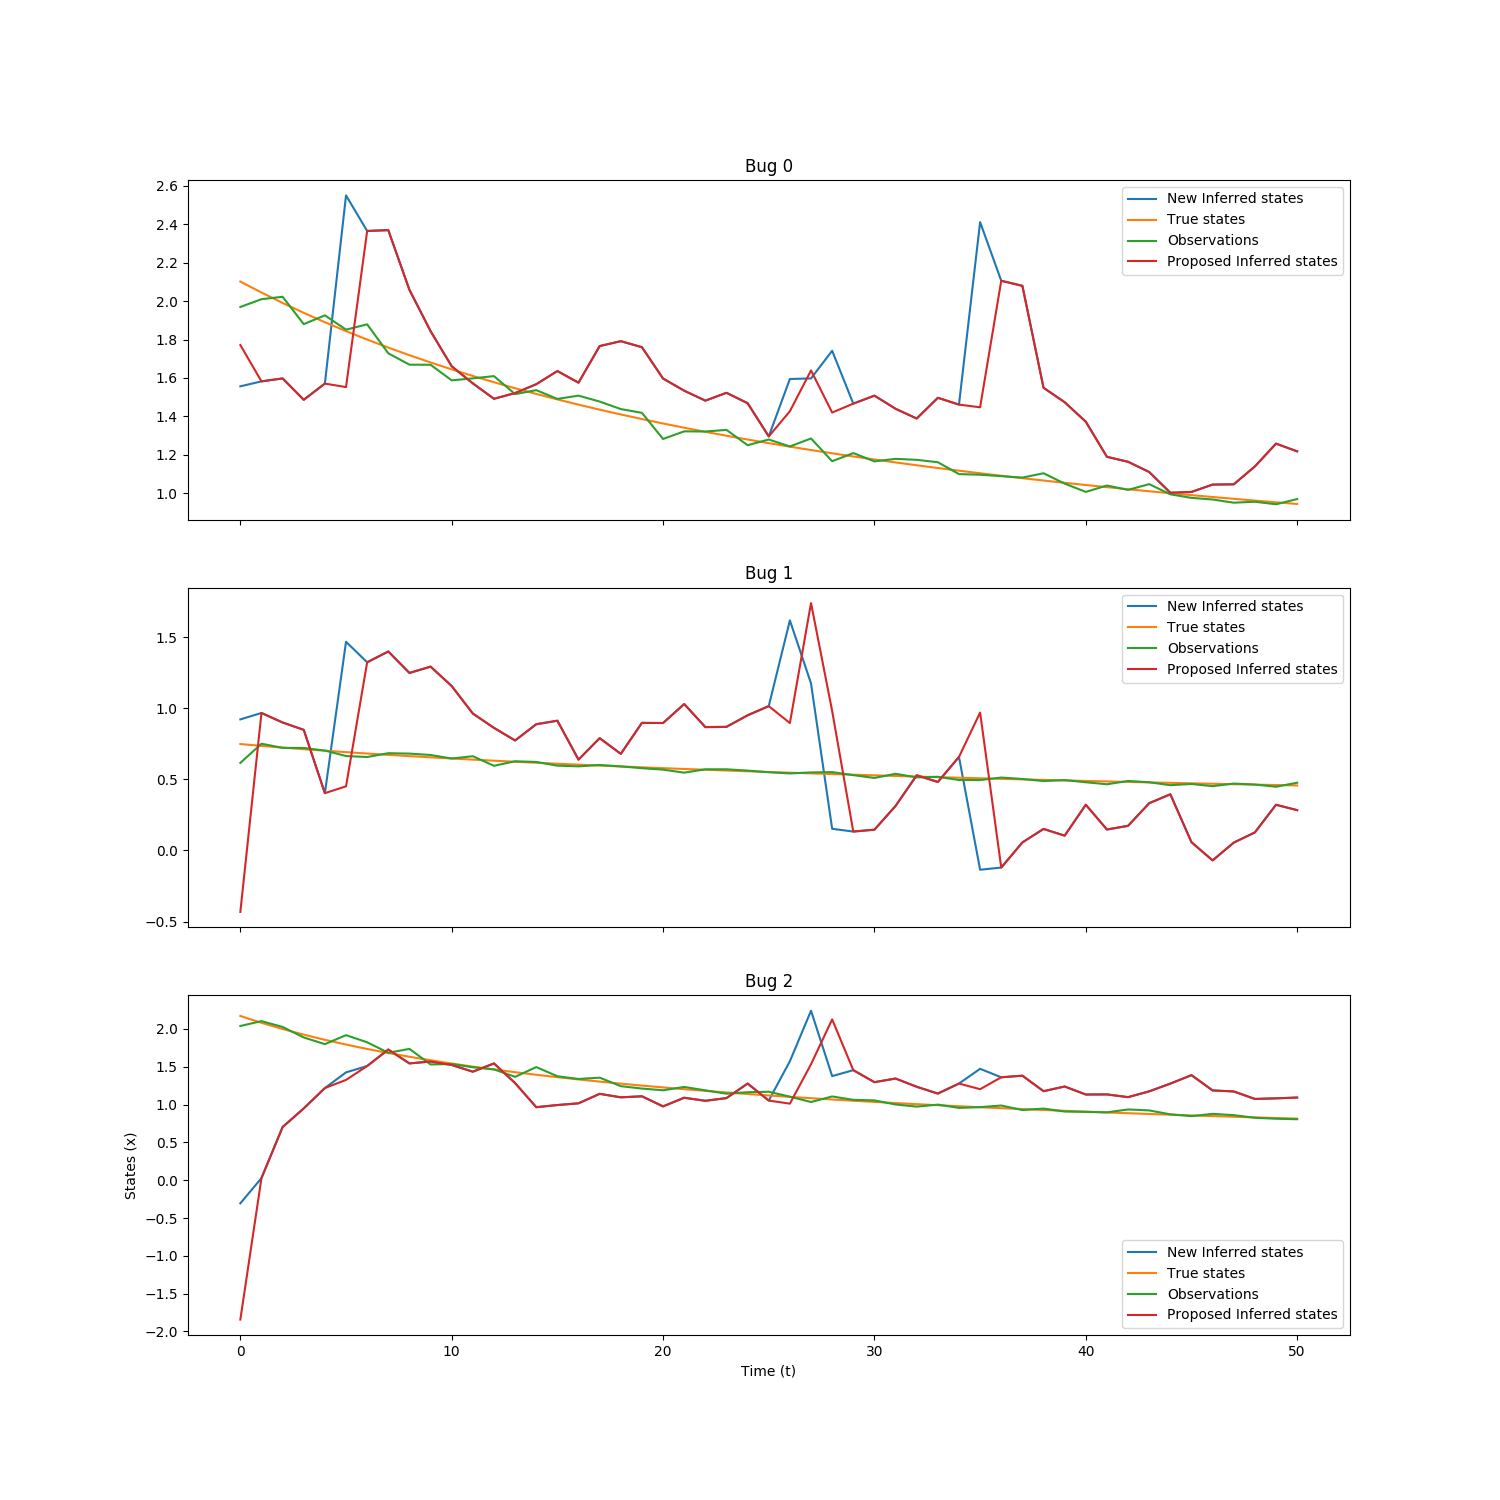 Bug 0
2.6
2.4
2.2
2.0
1.8
1.6
1.4
1.2
1.0
New Inferred states
True states
Observations
Proposed Inferred states
Bug 1
1.5
1.0
0.5
0.0
−0.5
New Inferred states
True states
Observations
Proposed Inferred states
Bug 2
States (x)
2.0
1.5
1.0
0.5
0.0
−0.5
−1.0
−1.5
−2.0
New Inferred states
True states
Observations
Proposed Inferred states
0 10 20 30 40 50
Time (t)